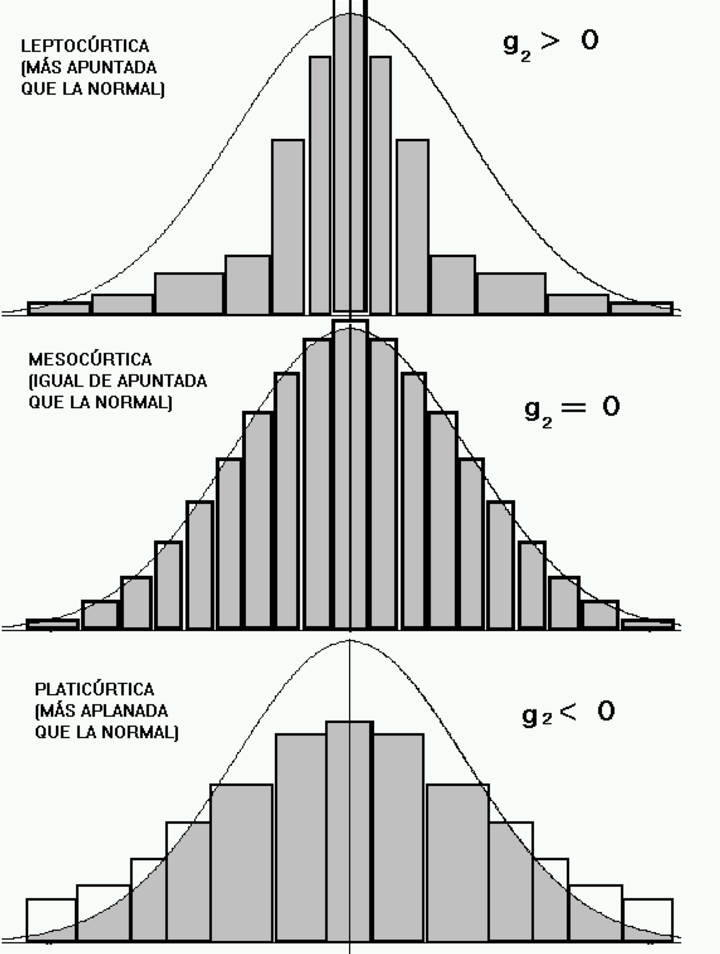 LEPTOCÚRTICA
(MÁS APUNTADA
QUE LA NORMAL)
g2 > 0
MESOCÚRTICA
(IGUAL DE APUNTADA
QUE LA NORMAL)
g2 = 0
PLATICÚRTICA
(MÁS APLANADA
QUE LA NORMAL)
g2 < 0